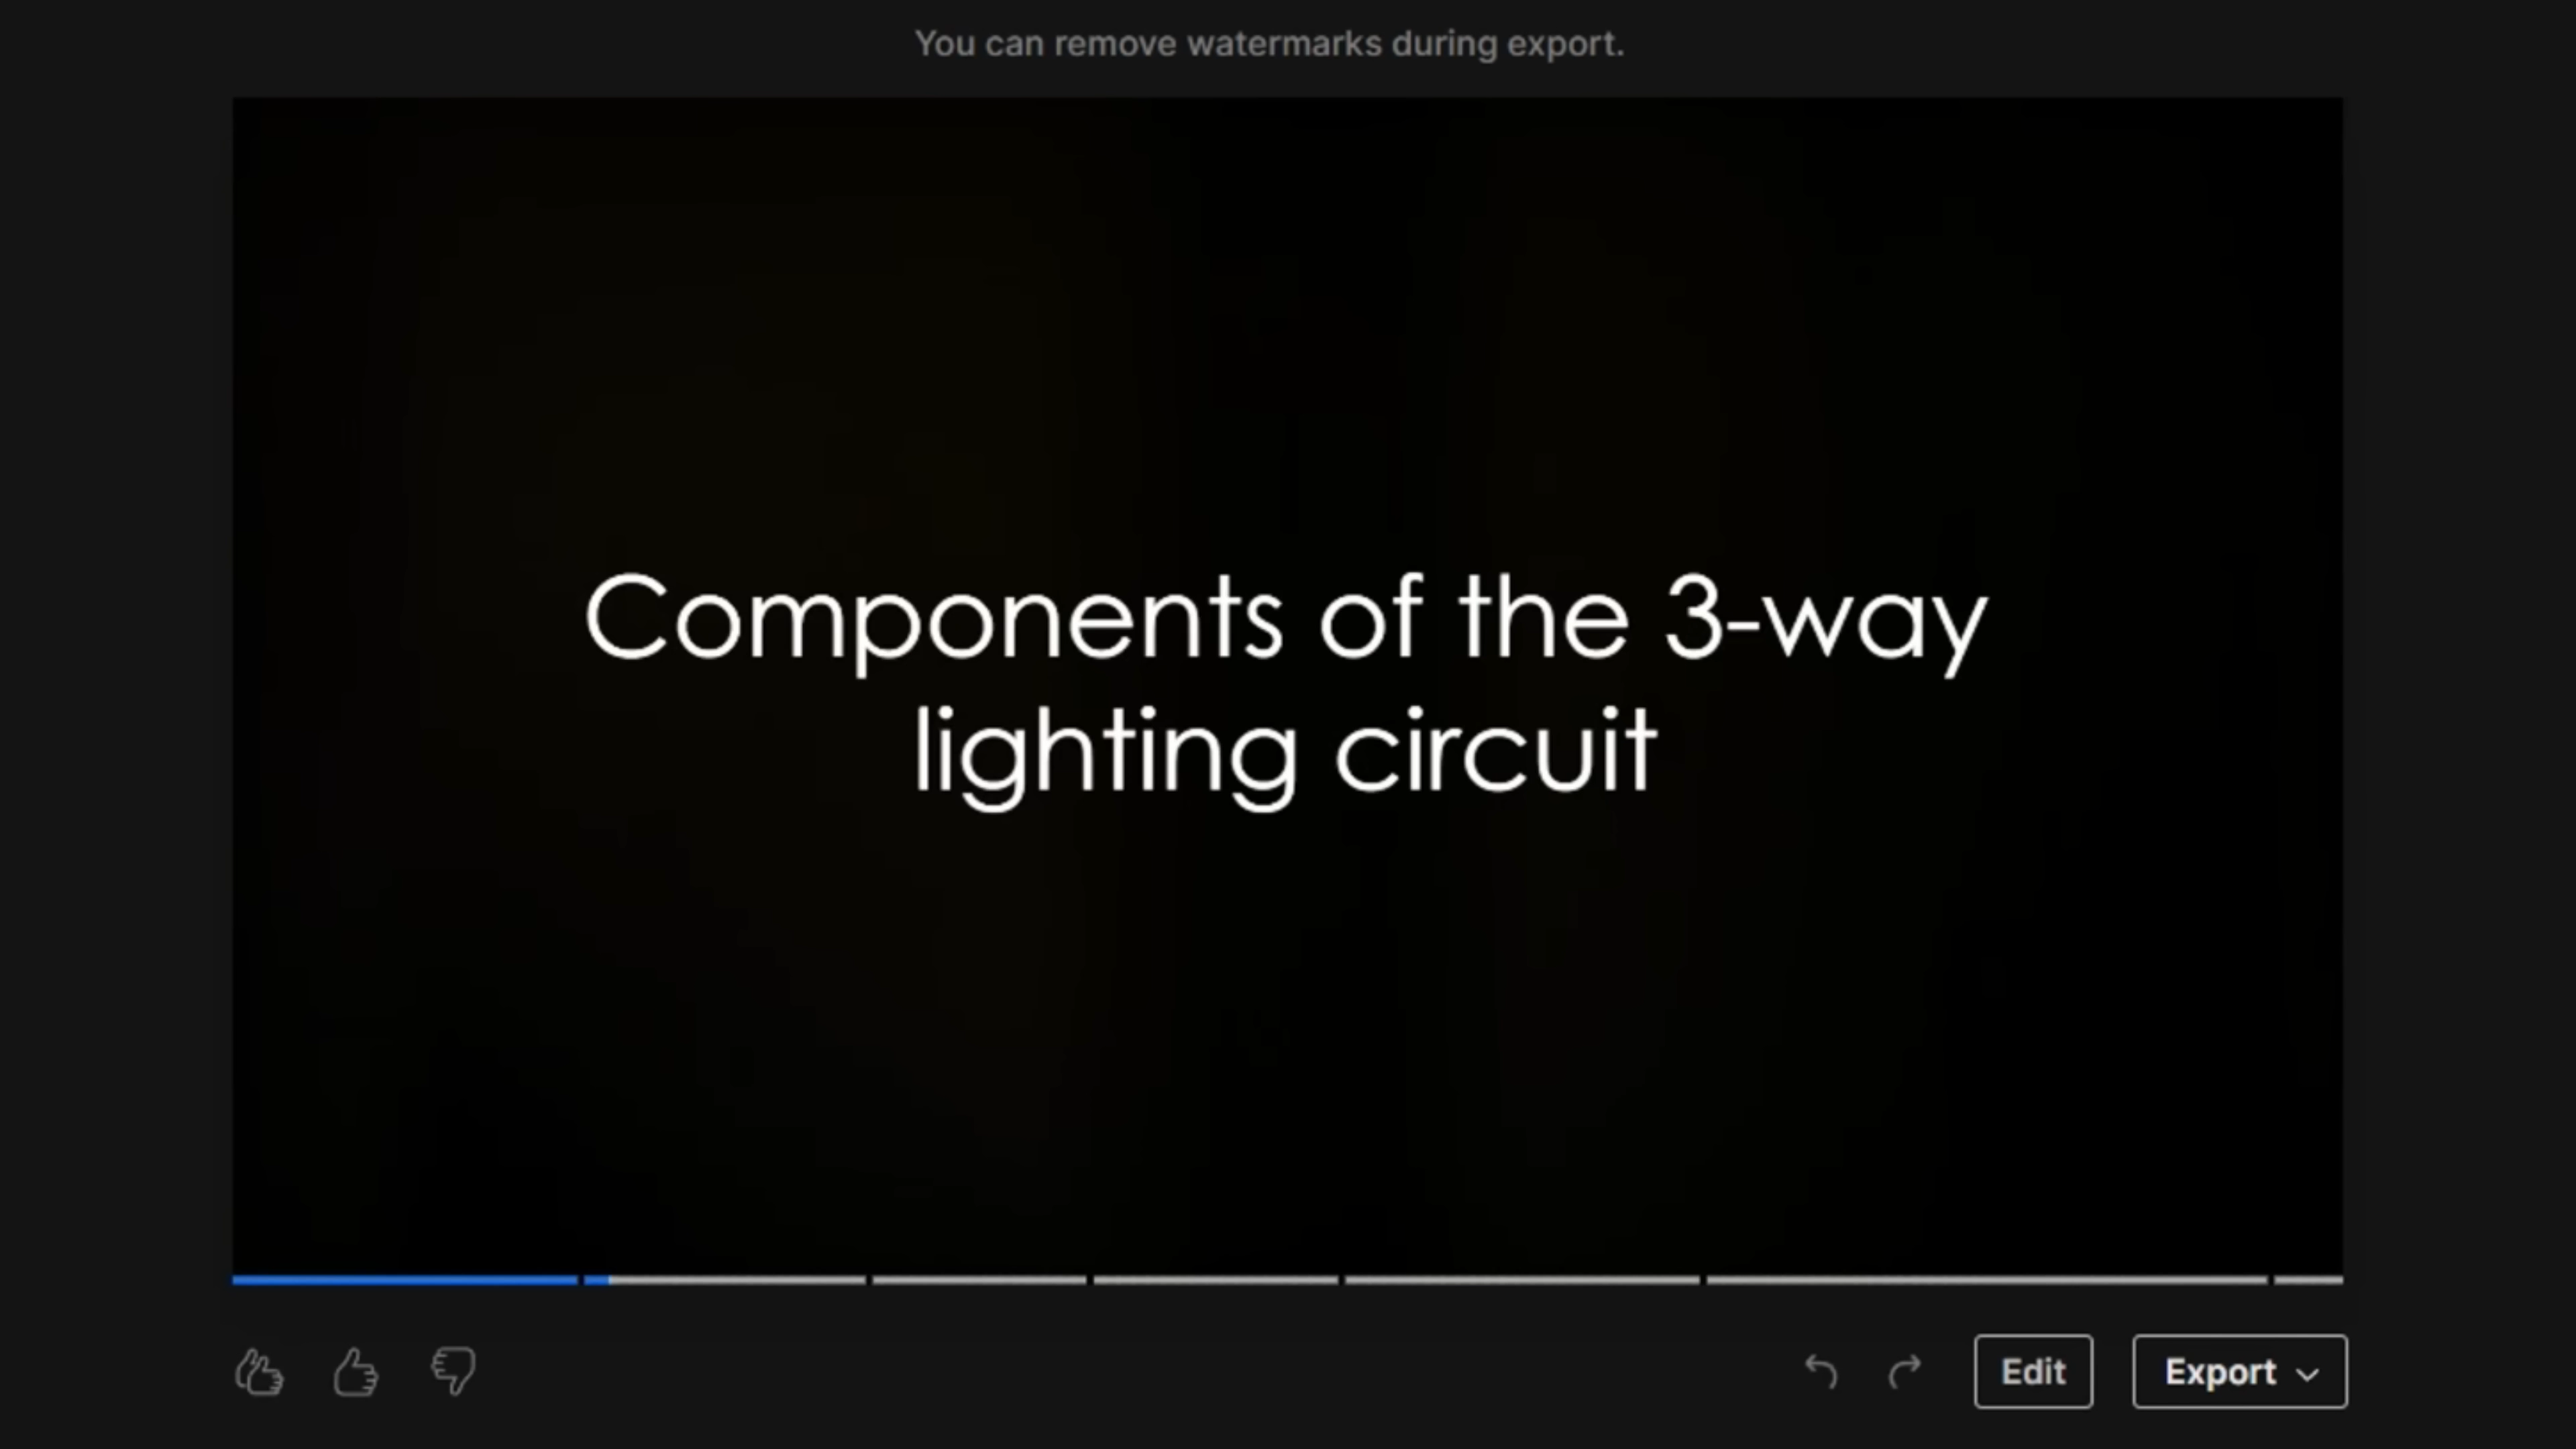 You can remove watermarks during export.
Components of the 3-way
lighting circuit
Edit
Export